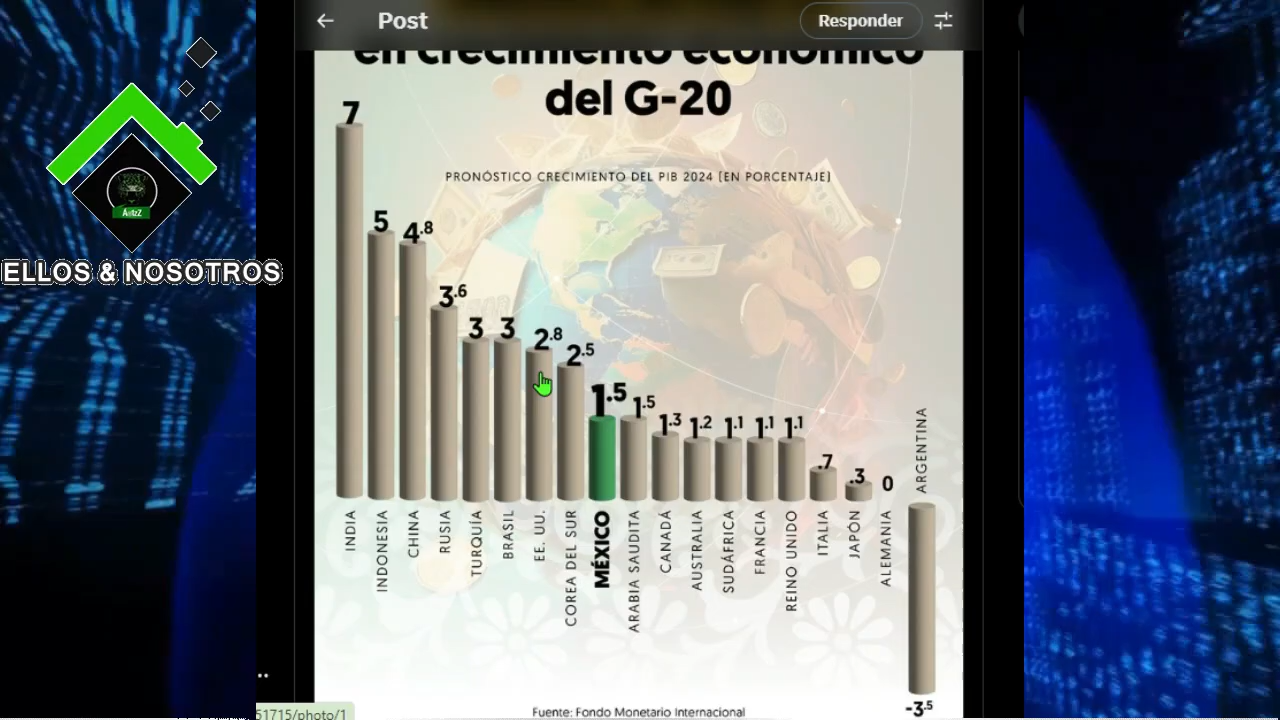 Post
Responder
en crecimiento económico
del G-20
PRONÓSTICO CRECIMIENTO DEL PIB 2024 [EN PORCENTAJE]
7
5
4.8
3.6
3
3
2.8
2.5
1.5
1.5
1.3
1.2
1.1
1.1
1.1
.7
.3
0
-3.5
INDIA
INDONESIA
CHINA
RUSIA
TURQUÍA
BRASIL
EE. UU.
COREA DEL SUR
MÉXICO
ARABIA SAUDITA
CANADÁ
AUSTRALIA
SUDÁFRICA
FRANCIA
REINO UNIDO
ITALIA
JAPÓN
ALEMANIA
ARGENTINA
Fuente: Fondo Monetario Internacional
51715/photo/1
ELLOS & NOSOTROS